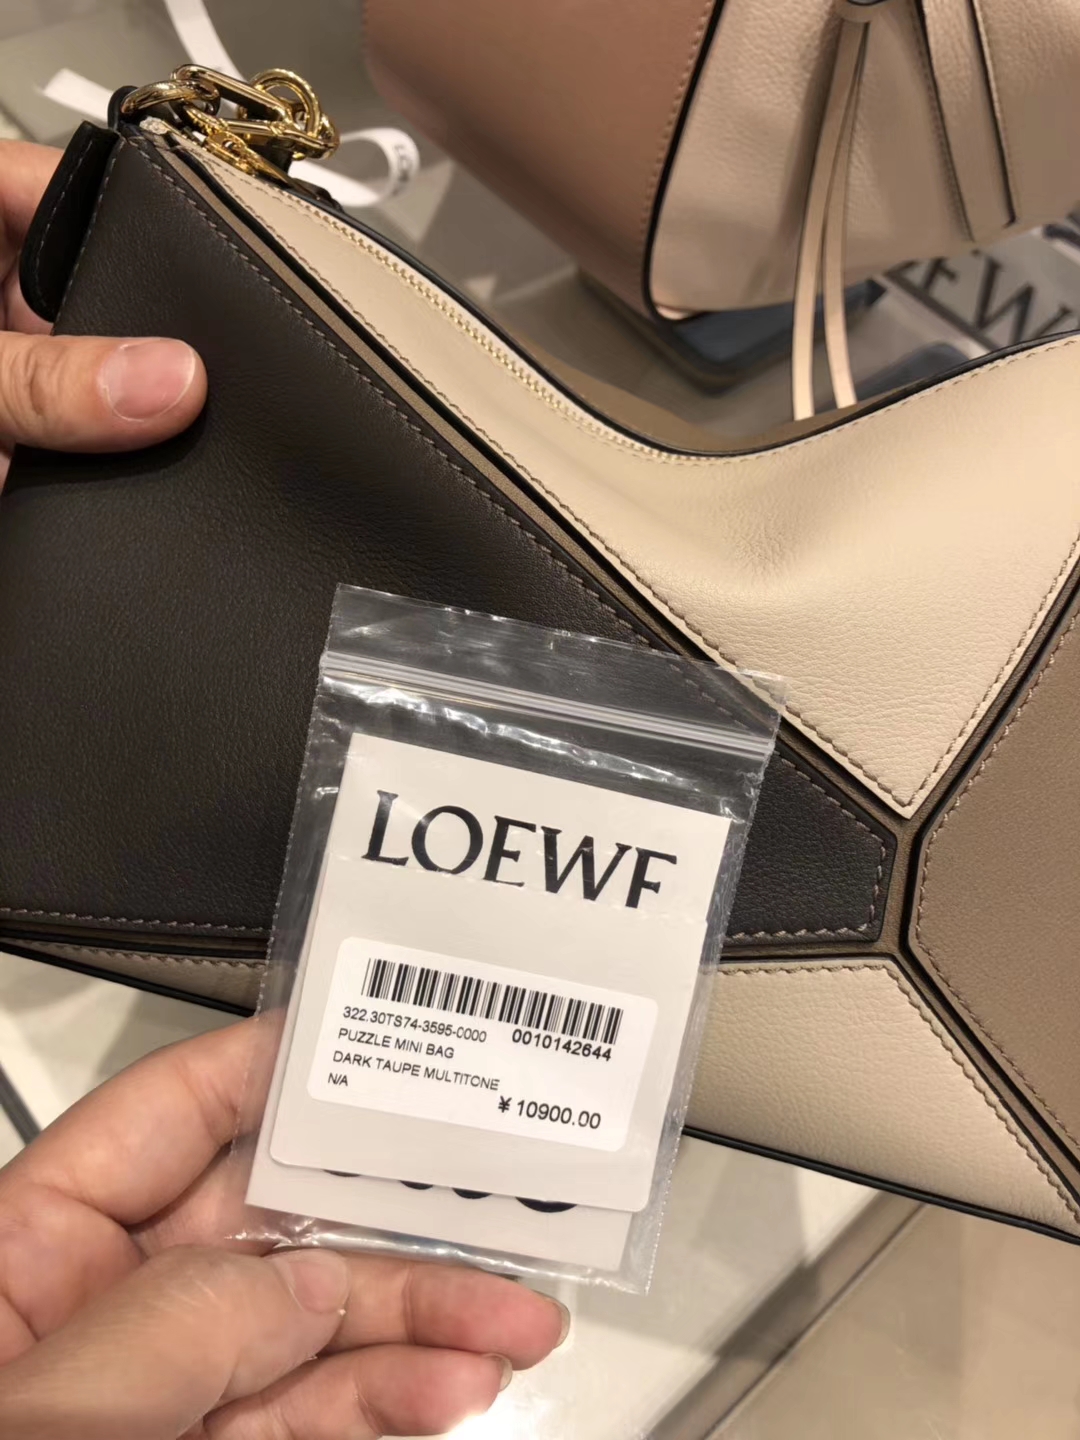 LOEWE
322.30TS74-3595-0000 0010142644
PUZZLE MINI BAG
DARK TAUPE MULTITONE
N/A
¥ 10900.00